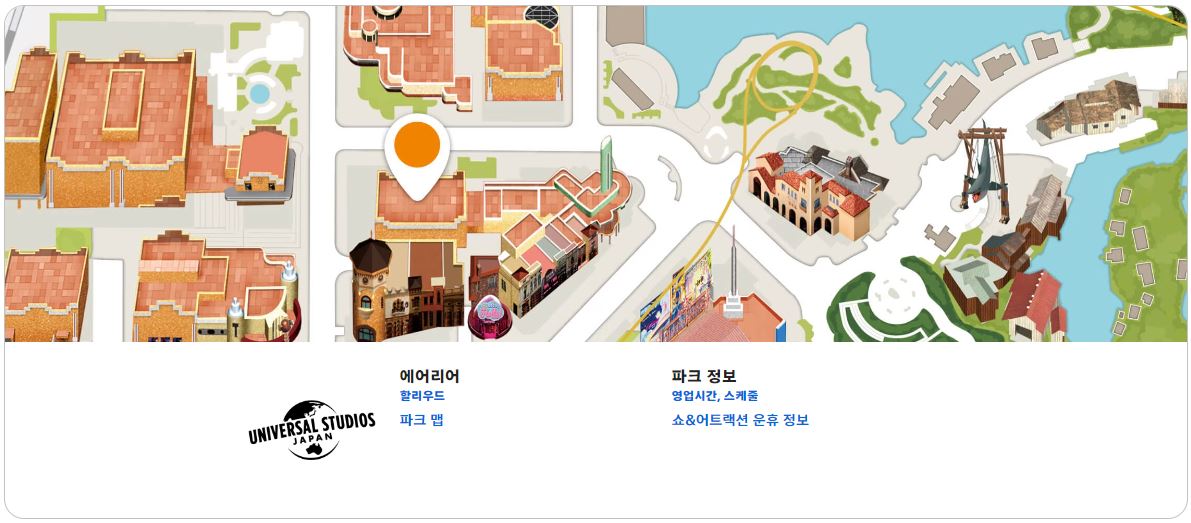 에어리어
할리우드
파크 맵
파크 정보
영업시간, 스케줄
쇼&어트랙션 운휴 정보
UNIVERSAL STUDIOS
JAPAN